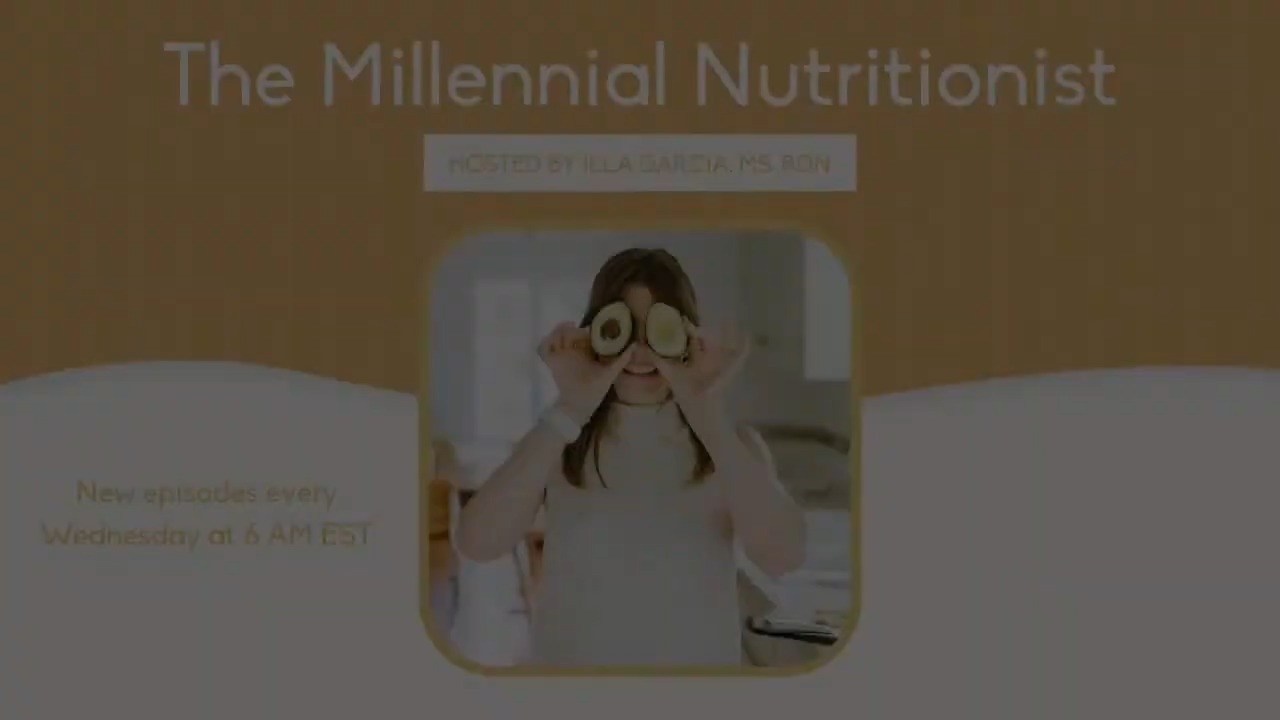 The Millennial Nutritionist
HOSTED BY ILLA GARCIA, MS, RDN
New episodes every
Wednesday at 6 AM EST